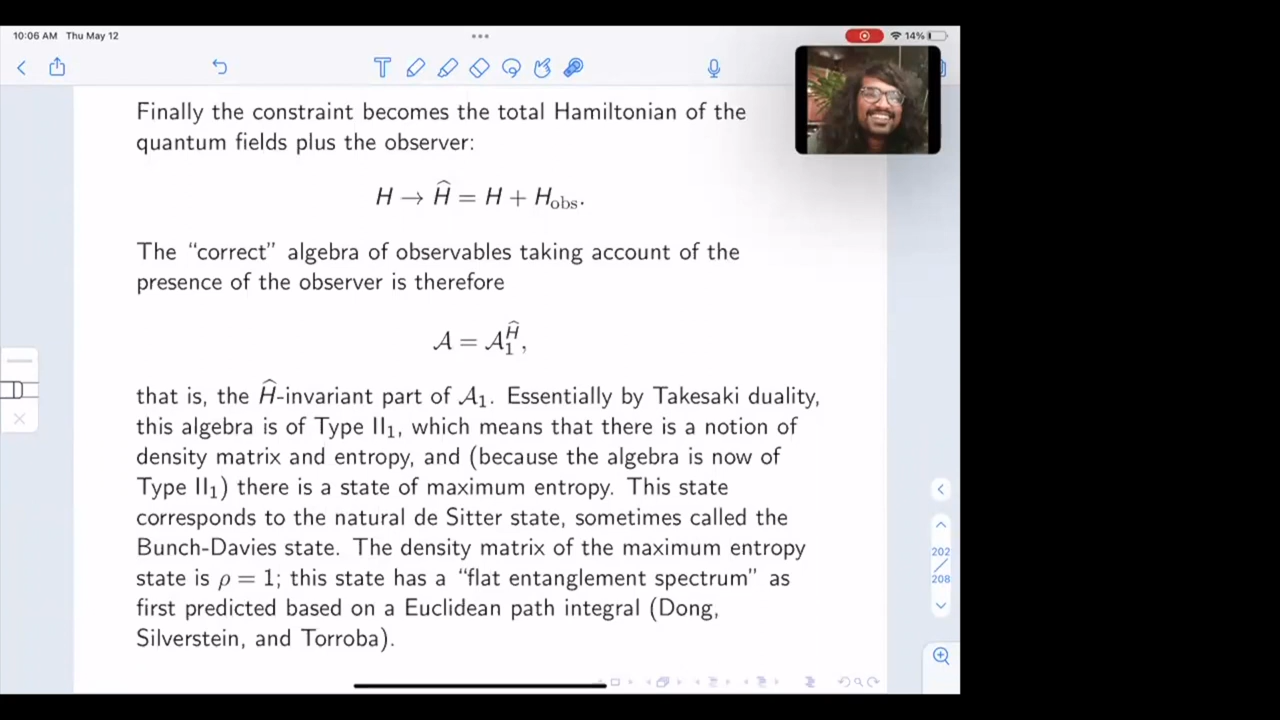 10:06 AM Thu May 12
14%
Finally the constraint becomes the total Hamiltonian of the
quantum fields plus the observer:
H → Ĥ = H + H_obs.
The “correct” algebra of observables taking account of the
presence of the observer is therefore
𝒜 = 𝒜₁^Ĥ,
that is, the Ĥ-invariant part of 𝒜₁. Essentially by Takesaki duality,
this algebra is of Type II₁, which means that there is a notion of
density matrix and entropy, and (because the algebra is now of
Type II₁) there is a state of maximum entropy. This state
corresponds to the natural de Sitter state, sometimes called the
Bunch-Davies state. The density matrix of the maximum entropy
state is ρ = 1; this state has a “flat entanglement spectrum” as
first predicted based on a Euclidean path integral (Dong,
Silverstein, and Torroba).
202
/
208